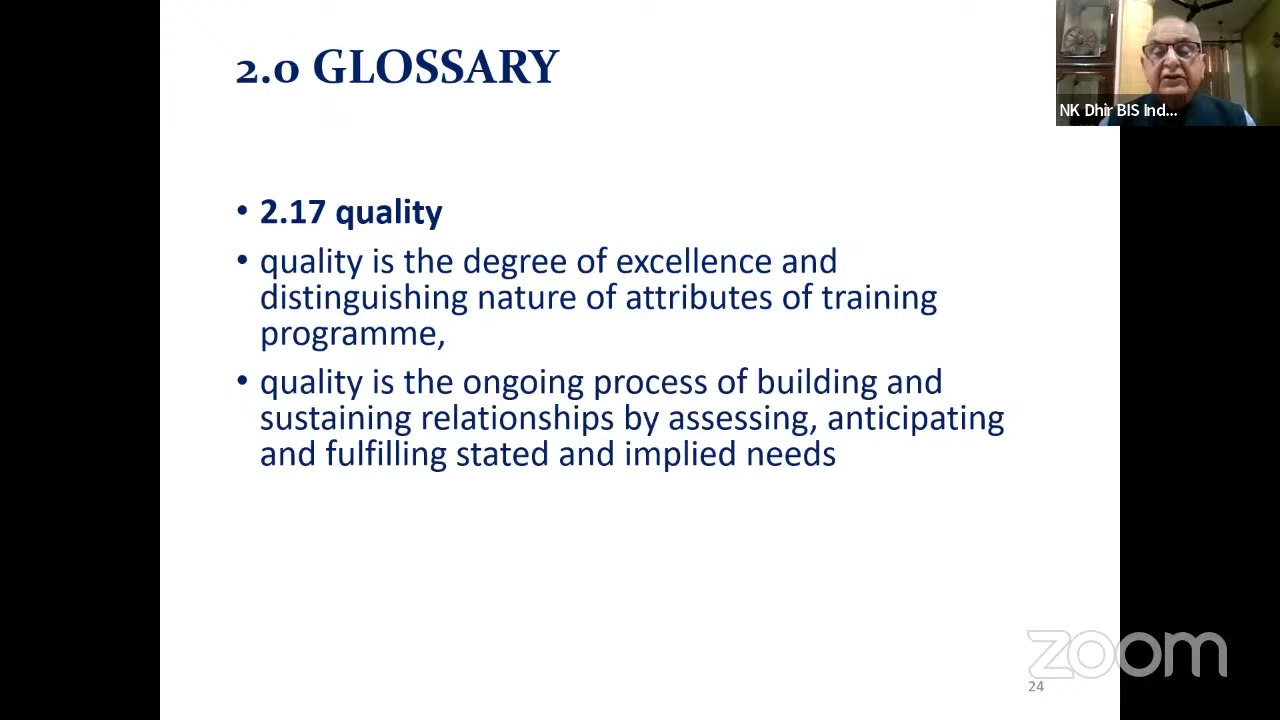 2.0 GLOSSARY
NK Dhir BIS Ind...
• 2.17 quality
• quality is the degree of excellence and
distinguishing nature of attributes of training
programme,
• quality is the ongoing process of building and
sustaining relationships by assessing, anticipating
and fulfilling stated and implied needs
zoom
24